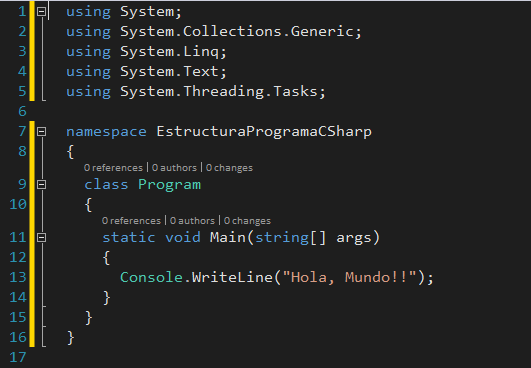 1 using System;
2 using System.Collections.Generic;
3 using System.Linq;
4 using System.Text;
5 using System.Threading.Tasks;
6
7 namespace EstructuraProgramaCSharp
8 {
0 references | 0 authors | 0 changes
9 class Program
10 {
0 references | 0 authors | 0 changes
11 static void Main(string[] args)
12 {
13 Console.WriteLine("Hola, Mundo!!");
14 }
15 }
16 }
17